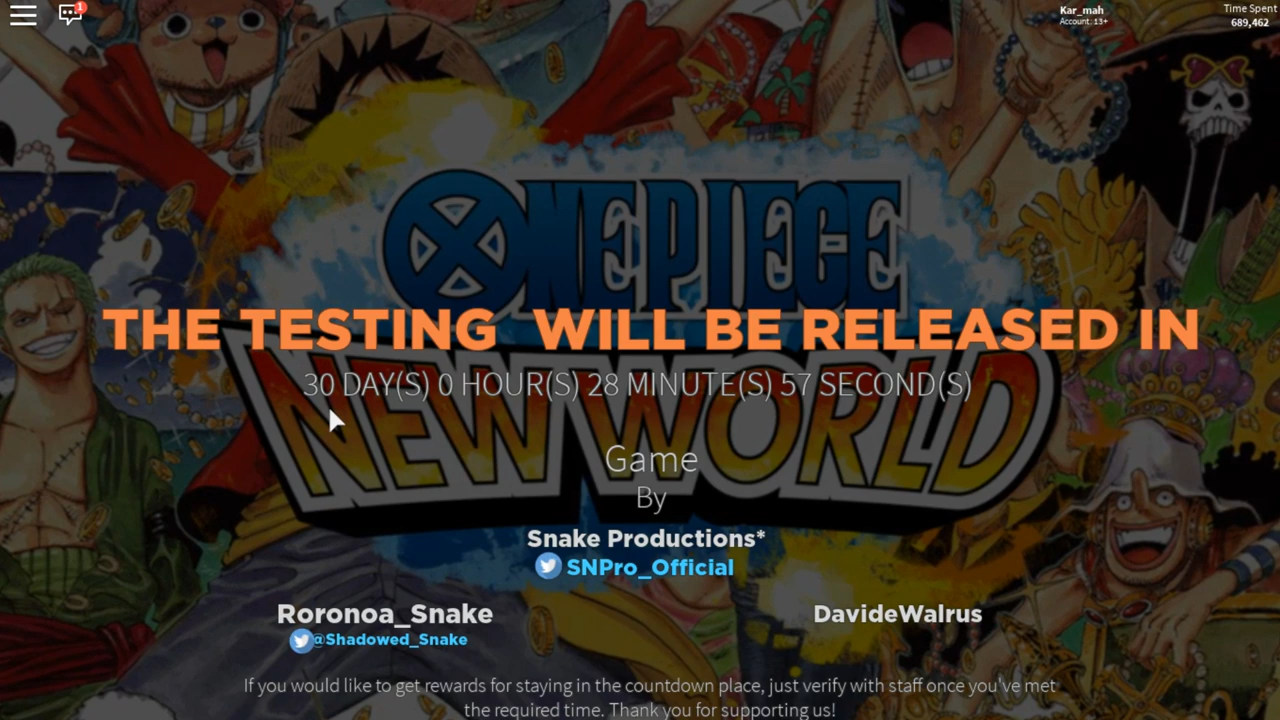 1
Kar_mah
Account: 13+
Time Spent
689,462
ONE PIECE
THE TESTING WILL BE RELEASED IN
30 DAY(S) 0 HOUR(S) 28 MINUTE(S) 57 SECOND(S)
NEW WORLD
Game
By
Snake Productions*
SNPro_Official
Roronoa_Snake
@Shadowed_Snake
DavideWalrus
If you would like to get rewards for staying in the countdown place, just verify with staff once you've met
the required time. Thank you for supporting us!